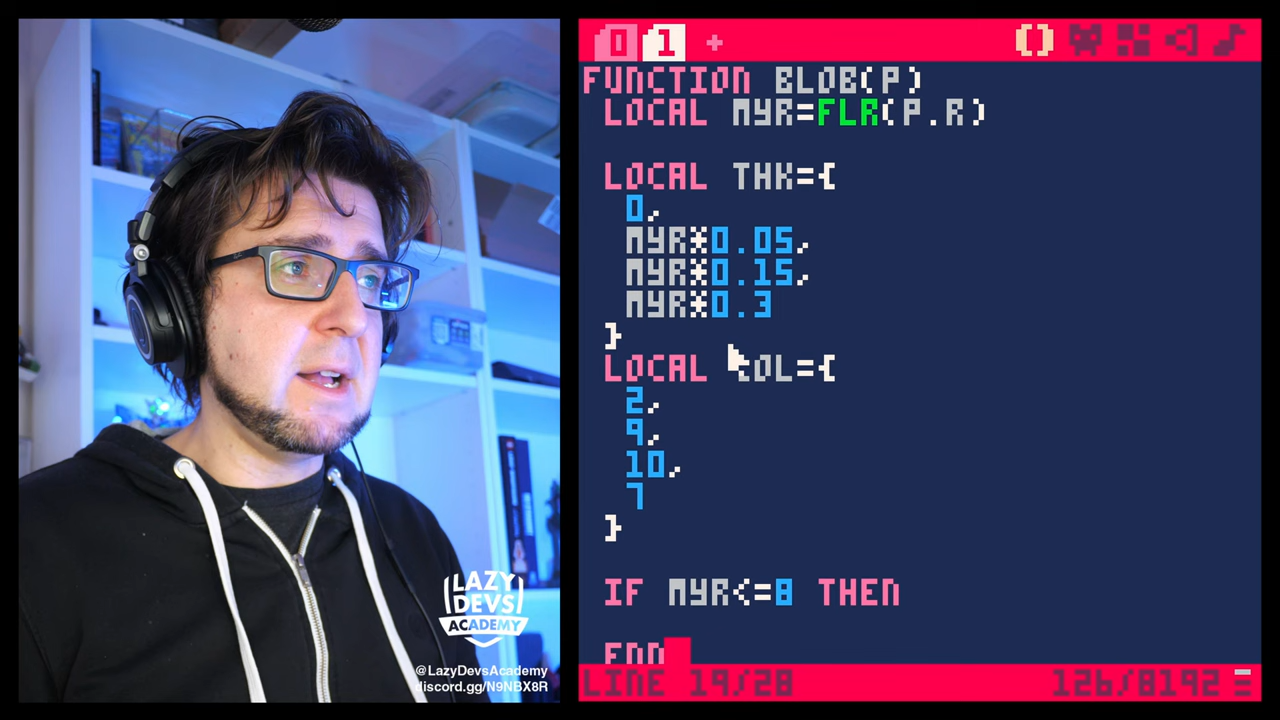 0 1 +
FUNCTION BLOB(P)
LOCAL MYR=FLR(P.R)
LOCAL THK={
0,
MYR*0.05,
MYR*0.15,
MYR*0.3
}
LOCAL COL={
2,
9,
10,
7
}
IF MYR<=8 THEN
END
LINE 19/28 126/8192
LAZY
DEVS
ACADEMY
@LazyDevsAcademy
discord.gg/N9NBX8R